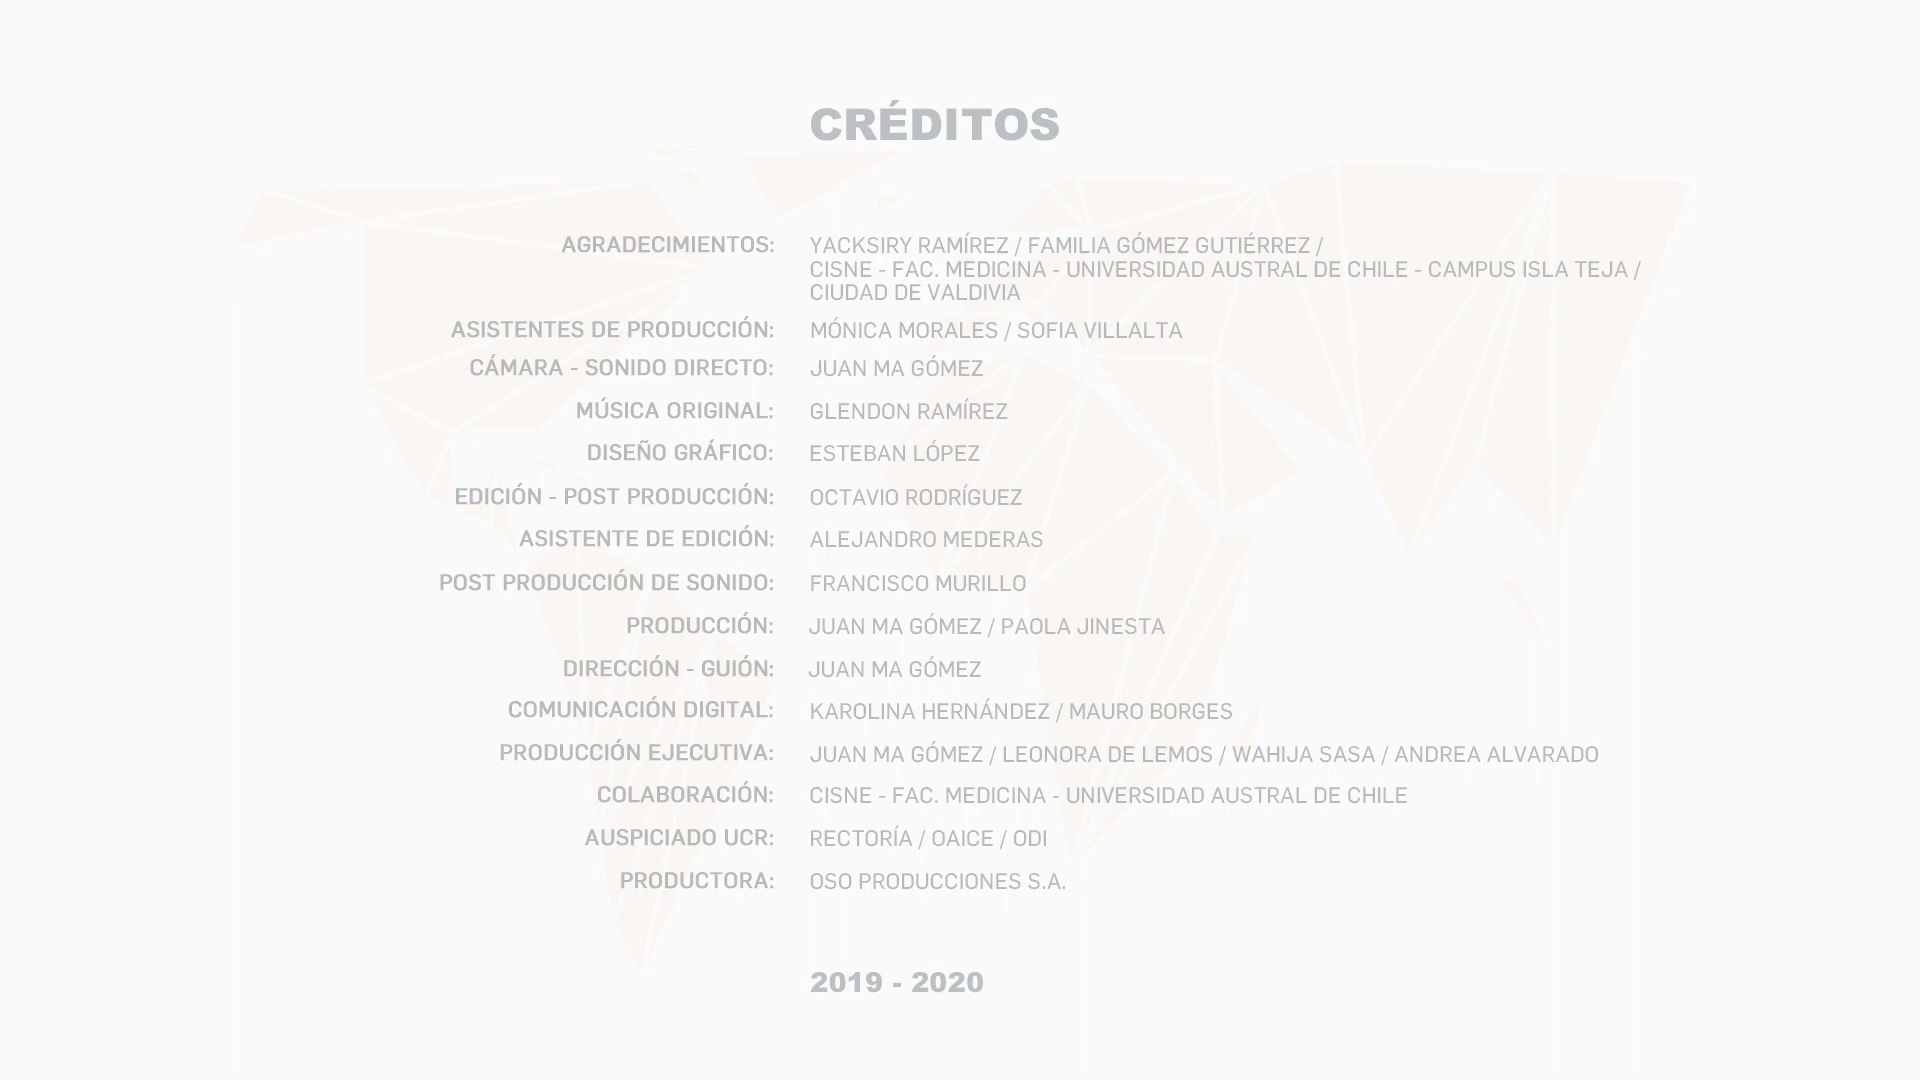 CRÉDITOS
AGRADECIMIENTOS: YACKSIRY RAMÍREZ / FAMILIA GÓMEZ GUTIÉRREZ /
CISNE - FAC. MEDICINA - UNIVERSIDAD AUSTRAL DE CHILE - CAMPUS ISLA TEJA /
CIUDAD DE VALDIVIA
ASISTENTES DE PRODUCCIÓN: MÓNICA MORALES / SOFIA VILLALTA
CÁMARA - SONIDO DIRECTO: JUAN MA GÓMEZ
MÚSICA ORIGINAL: GLENDON RAMÍREZ
DISEÑO GRÁFICO: ESTEBAN LÓPEZ
EDICIÓN - POST PRODUCCIÓN: OCTAVIO RODRÍGUEZ
ASISTENTE DE EDICIÓN: ALEJANDRO MEDERAS
POST PRODUCCIÓN DE SONIDO: FRANCISCO MURILLO
PRODUCCIÓN: JUAN MA GÓMEZ / PAOLA JINESTA
DIRECCIÓN - GUIÓN: JUAN MA GÓMEZ
COMUNICACIÓN DIGITAL: KAROLINA HERNÁNDEZ / MAURO BORGES
PRODUCCIÓN EJECUTIVA: JUAN MA GÓMEZ / LEONORA DE LEMOS / WAHIJA SASA / ANDREA ALVARADO
COLABORACIÓN: CISNE - FAC. MEDICINA - UNIVERSIDAD AUSTRAL DE CHILE
AUSPICIADO UCR: RECTORÍA / OAICE / ODI
PRODUCTORA: OSO PRODUCCIONES S.A.
2019 - 2020